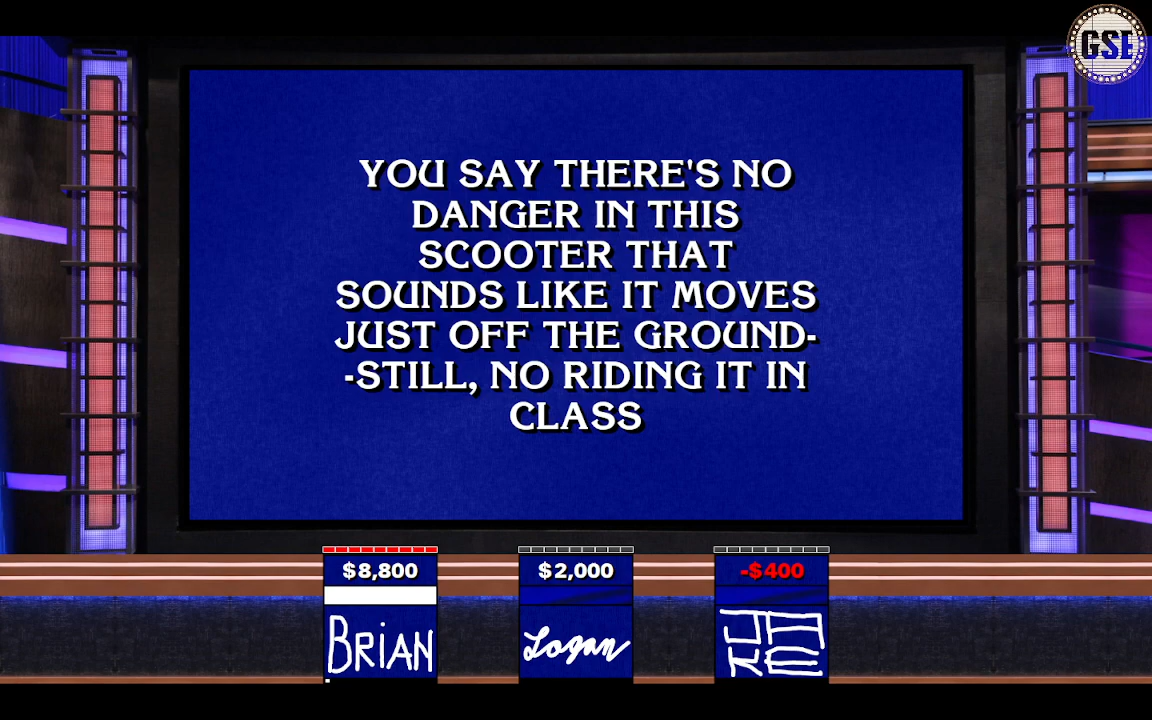 GSE
YOU SAY THERE'S NO
DANGER IN THIS
SCOOTER THAT
SOUNDS LIKE IT MOVES
JUST OFF THE GROUND-
-STILL, NO RIDING IT IN
CLASS
$8,800
$2,000
-$400
BRIAN
Logan